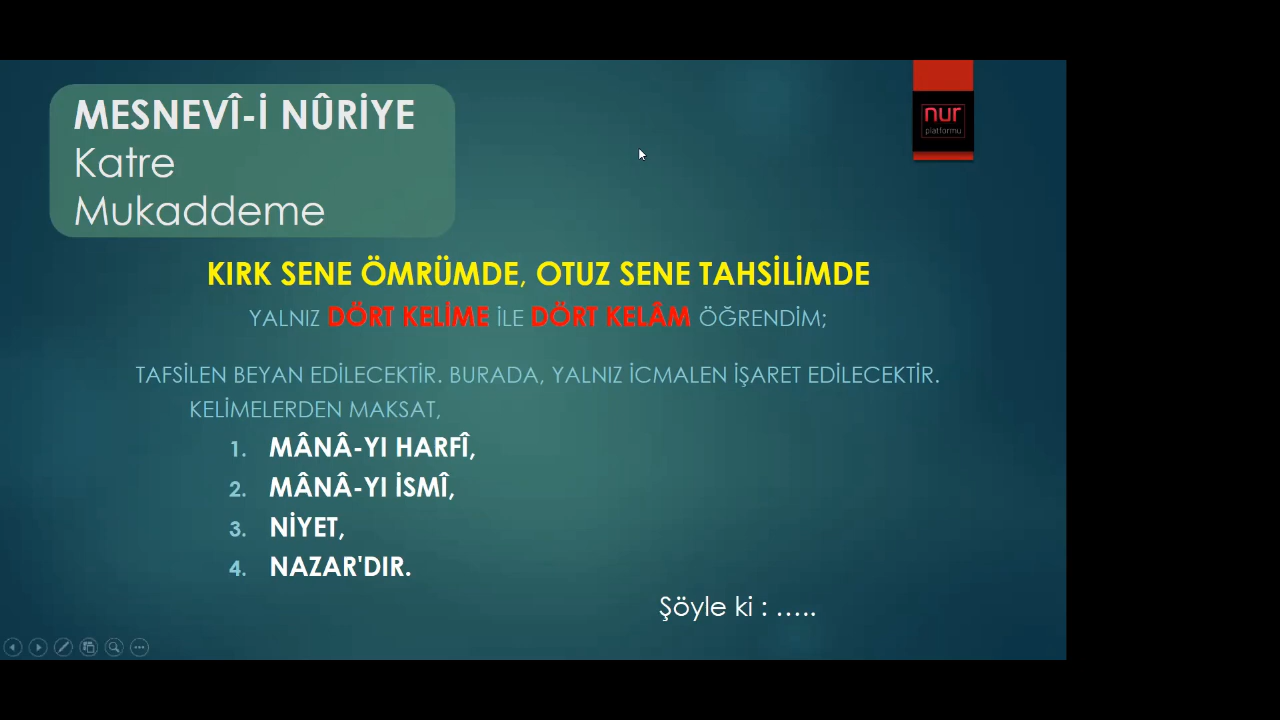 MESNEVÎ-İ NÛRİYE
Katre
Mukaddeme
nur
platformu
KIRK SENE ÖMRÜMDE, OTUZ SENE TAHSİLİMDE
YALNIZ DÖRT KELİME İLE DÖRT KELÂM ÖĞRENDİM;
TAFSİLEN BEYAN EDİLECEKTİR. BURADA, YALNIZ İCMALEN İŞARET EDİLECEKTİR.
KELİMELERDEN MAKSAT,
1. MÂNÂ-YI HARFÎ,
2. MÂNÂ-YI İSMÎ,
3. NİYET,
4. NAZAR'DIR.
Şöyle ki : …..